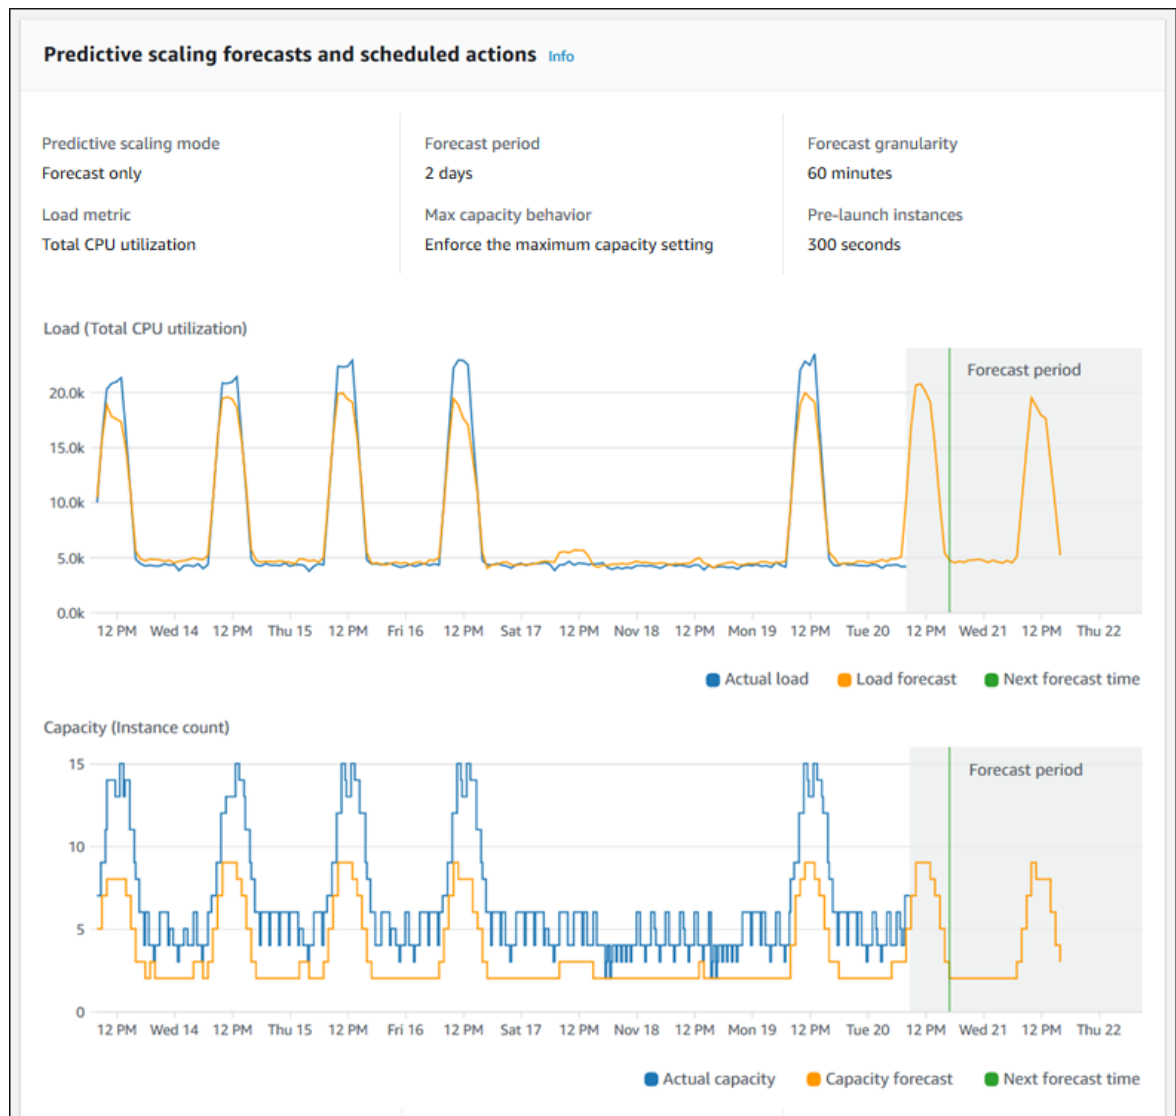 Predictive scaling forecasts and scheduled actions Info
Predictive scaling mode
Forecast only
Forecast period
2 days
Forecast granularity
60 minutes
Load metric
Total CPU utilization
Max capacity behavior
Enforce the maximum capacity setting
Pre-launch instances
300 seconds
Load (Total CPU utilization)
Forecast period
20.0k
15.0k
10.0k
5.0k
0.0k
12 PM Wed 14 12 PM Thu 15 12 PM Fri 16 12 PM Sat 17 12 PM Nov 18 12 PM Mon 19 12 PM Tue 20 12 PM Wed 21 12 PM Thu 22
Actual load Load forecast Next forecast time
Capacity (Instance count)
Forecast period
15
10
5
0
12 PM Wed 14 12 PM Thu 15 12 PM Fri 16 12 PM Sat 17 12 PM Nov 18 12 PM Mon 19 12 PM Tue 20 12 PM Wed 21 12 PM Thu 22
Actual capacity Capacity forecast Next forecast time